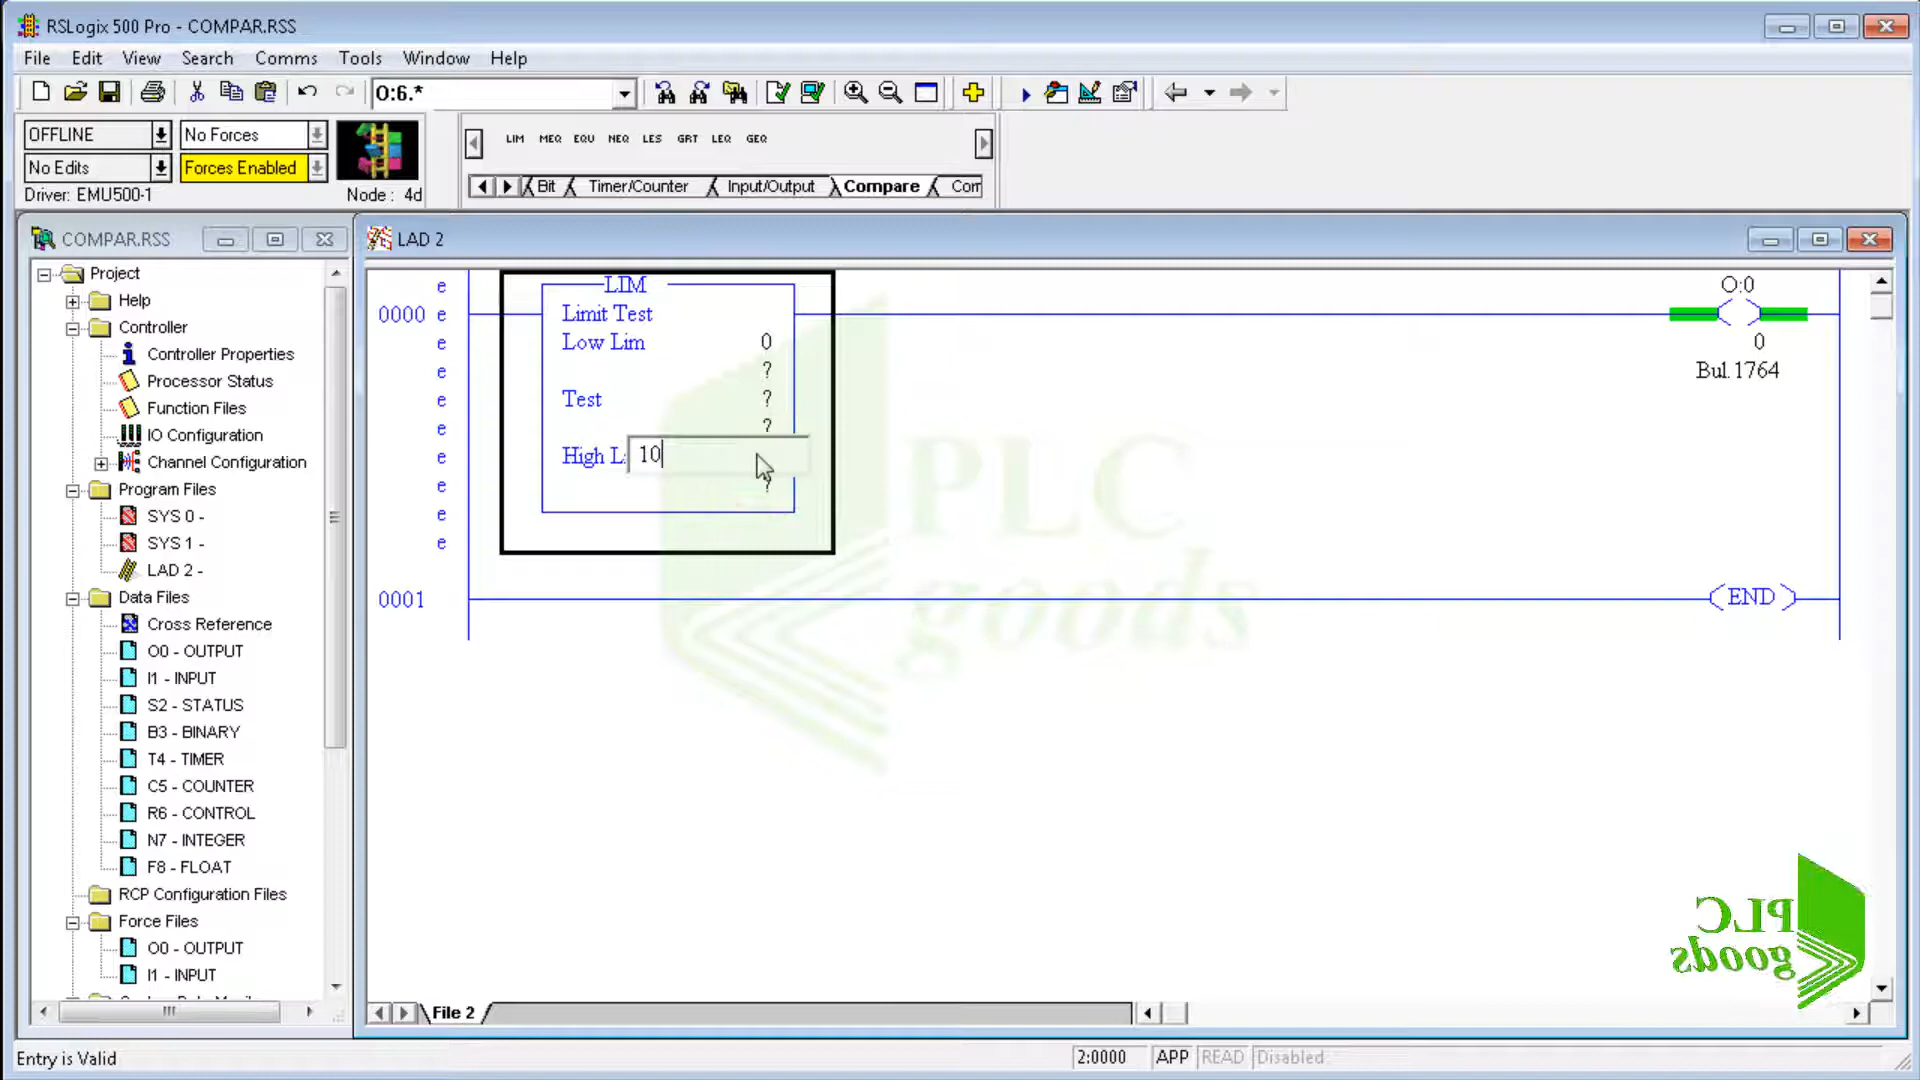 RSLogix 500 Pro - COMPAR.RSS
File Edit View Search Comms Tools Window Help
O:6.*
OFFLINE No Forces
No Edits Forces Enabled
Driver: EMU500-1 Node : 4d
LIM MEQ EQU NEQ LES GRT LEQ GEQ
Bit Timer/Counter Input/Output Compare Com
COMPAR.RSS
Project
Help
Controller
Controller Properties
Processor Status
Function Files
IO Configuration
Channel Configuration
Program Files
SYS 0 -
SYS 1 -
LAD 2 -
Data Files
Cross Reference
O0 - OUTPUT
I1 - INPUT
S2 - STATUS
B3 - BINARY
T4 - TIMER
C5 - COUNTER
R6 - CONTROL
N7 - INTEGER
F8 - FLOAT
RCP Configuration Files
Force Files
O0 - OUTPUT
I1 - INPUT
LAD 2
e
0000 e
e
e
e
e
e
e
e
e
LIM
Limit Test
Low Lim 0
?
Test ?
?
High L 10
?
O:0
0
Bul.1764
0001
END
PLC
goods
PLC
goods
File 2
Entry is Valid
2:0000 APP READ Disabled